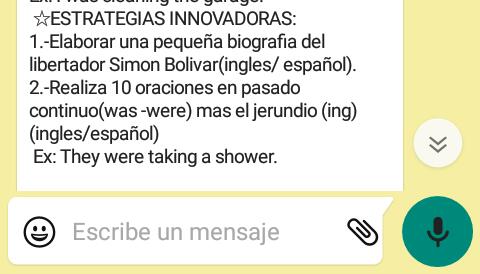 ☆ESTRATEGIAS INNOVADORAS:
1.-Elaborar una pequeña biografia del
libertador Simon Bolivar(ingles/ español).
2.-Realiza 10 oraciones en pasado
continuo(was -were) mas el jerundio (ing)
(ingles/español)
Ex: They were taking a shower.
Escribe un mensaje